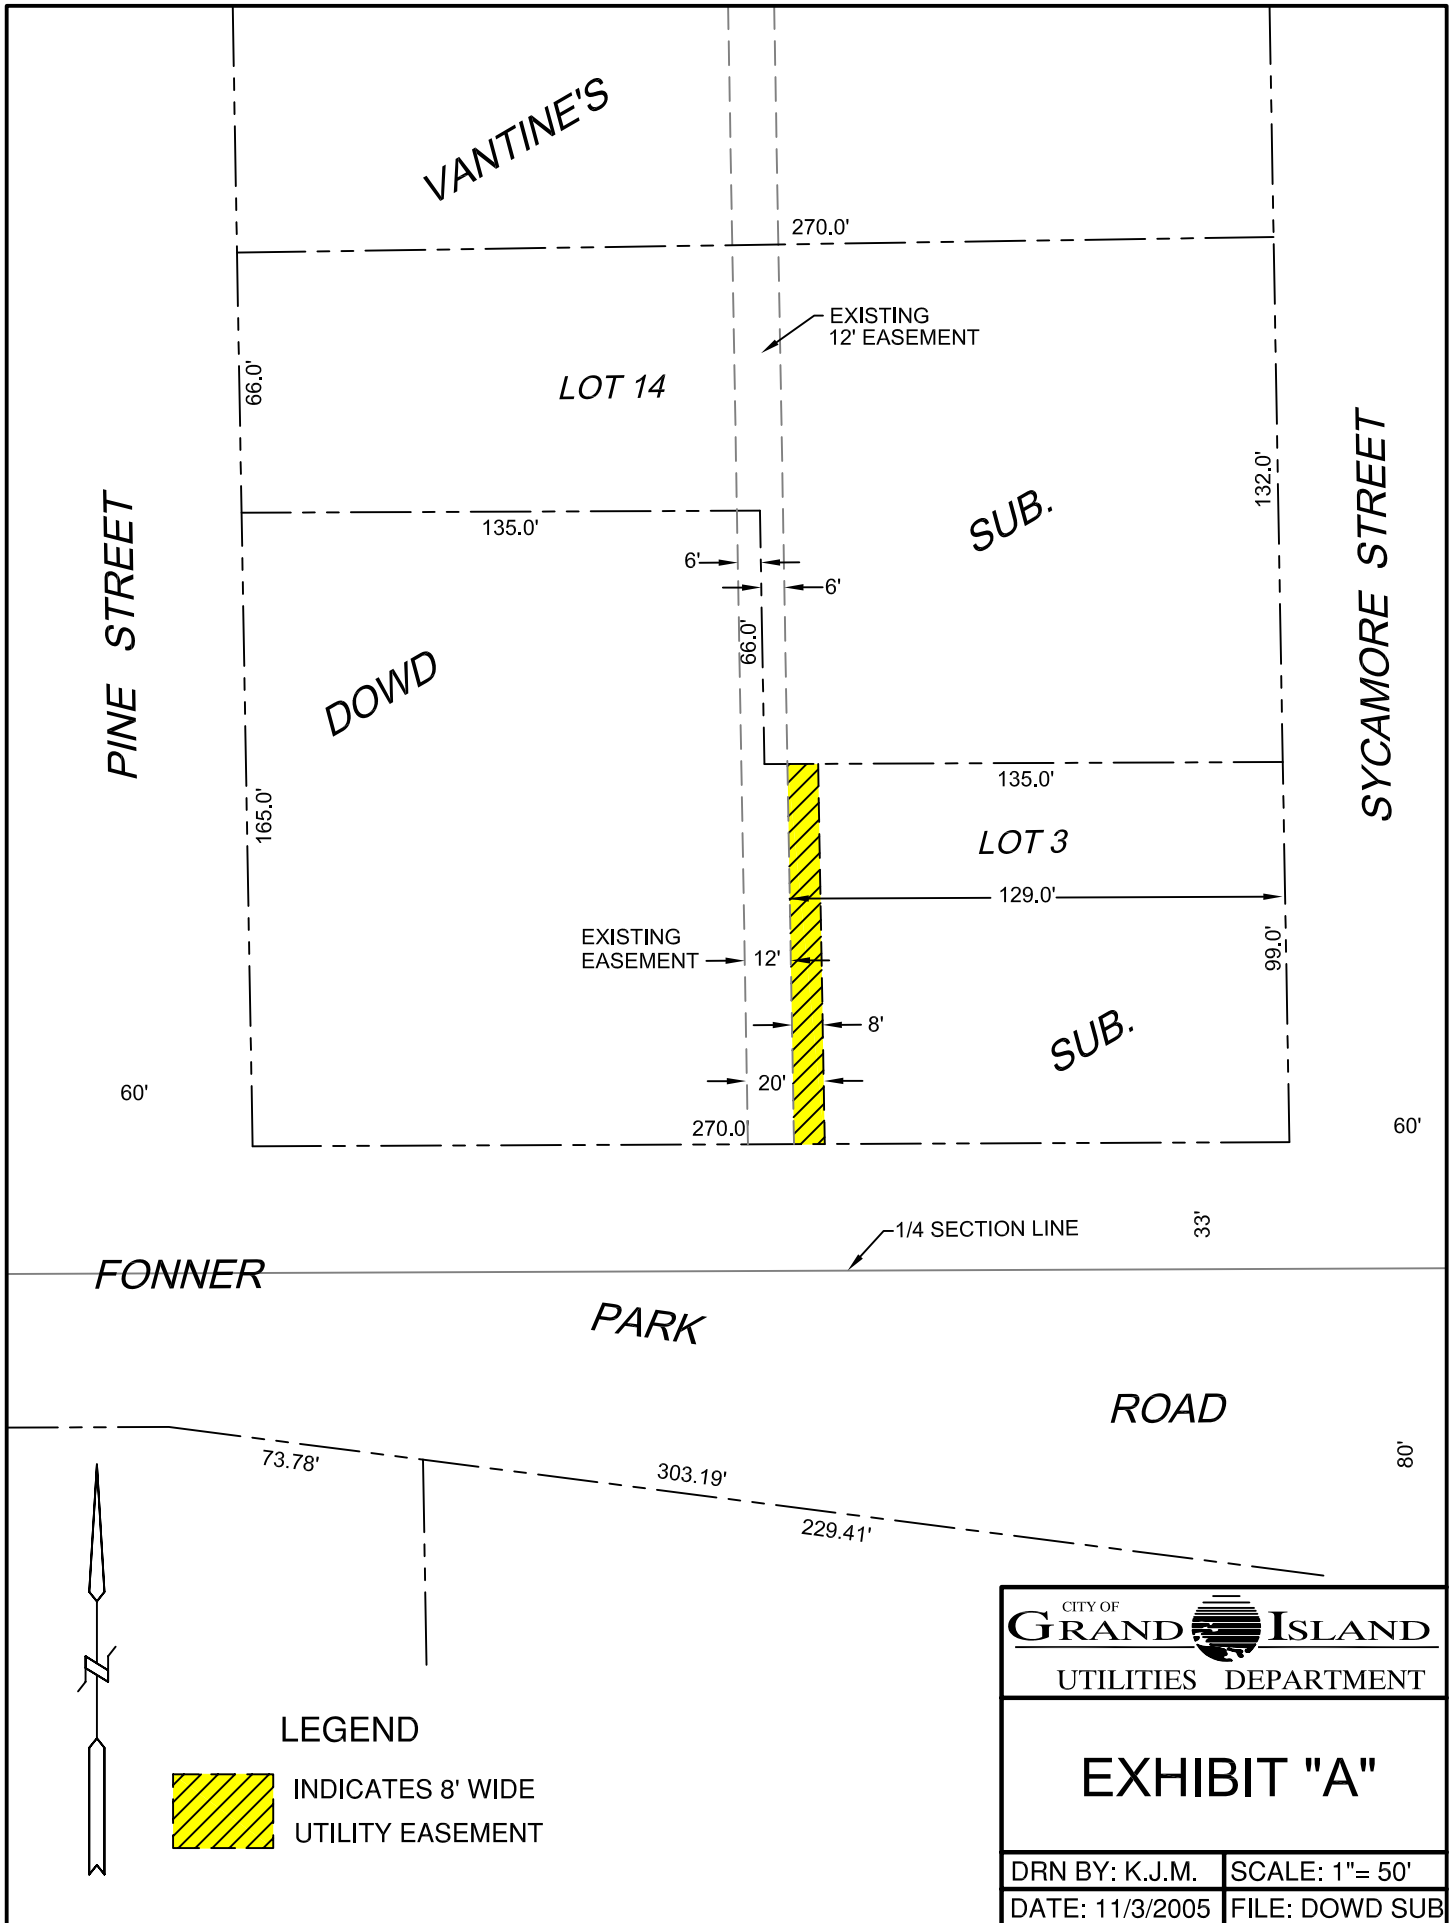 VANTINE'S
270.0'
EXISTING
12' EASEMENT
66.0'
LOT 14
132.0'
SUB.
135.0'
6'
6'
66.0'
PINE STREET
SYCAMORE STREET
DOWD
135.0'
165.0'
LOT 3
129.0'
EXISTING
EASEMENT
12'
99.0'
8'
SUB.
20'
60'
270.0'
60'
33'
1/4 SECTION LINE
FONNER
PARK
ROAD
73.78'
303.19'
229.41'
80'
CITY OF
GRAND ISLAND
UTILITIES DEPARTMENT
LEGEND
INDICATES 8' WIDE
UTILITY EASEMENT
EXHIBIT "A"
DRN BY: K.J.M.
SCALE: 1"= 50'
DATE: 11/3/2005
FILE: DOWD SUB